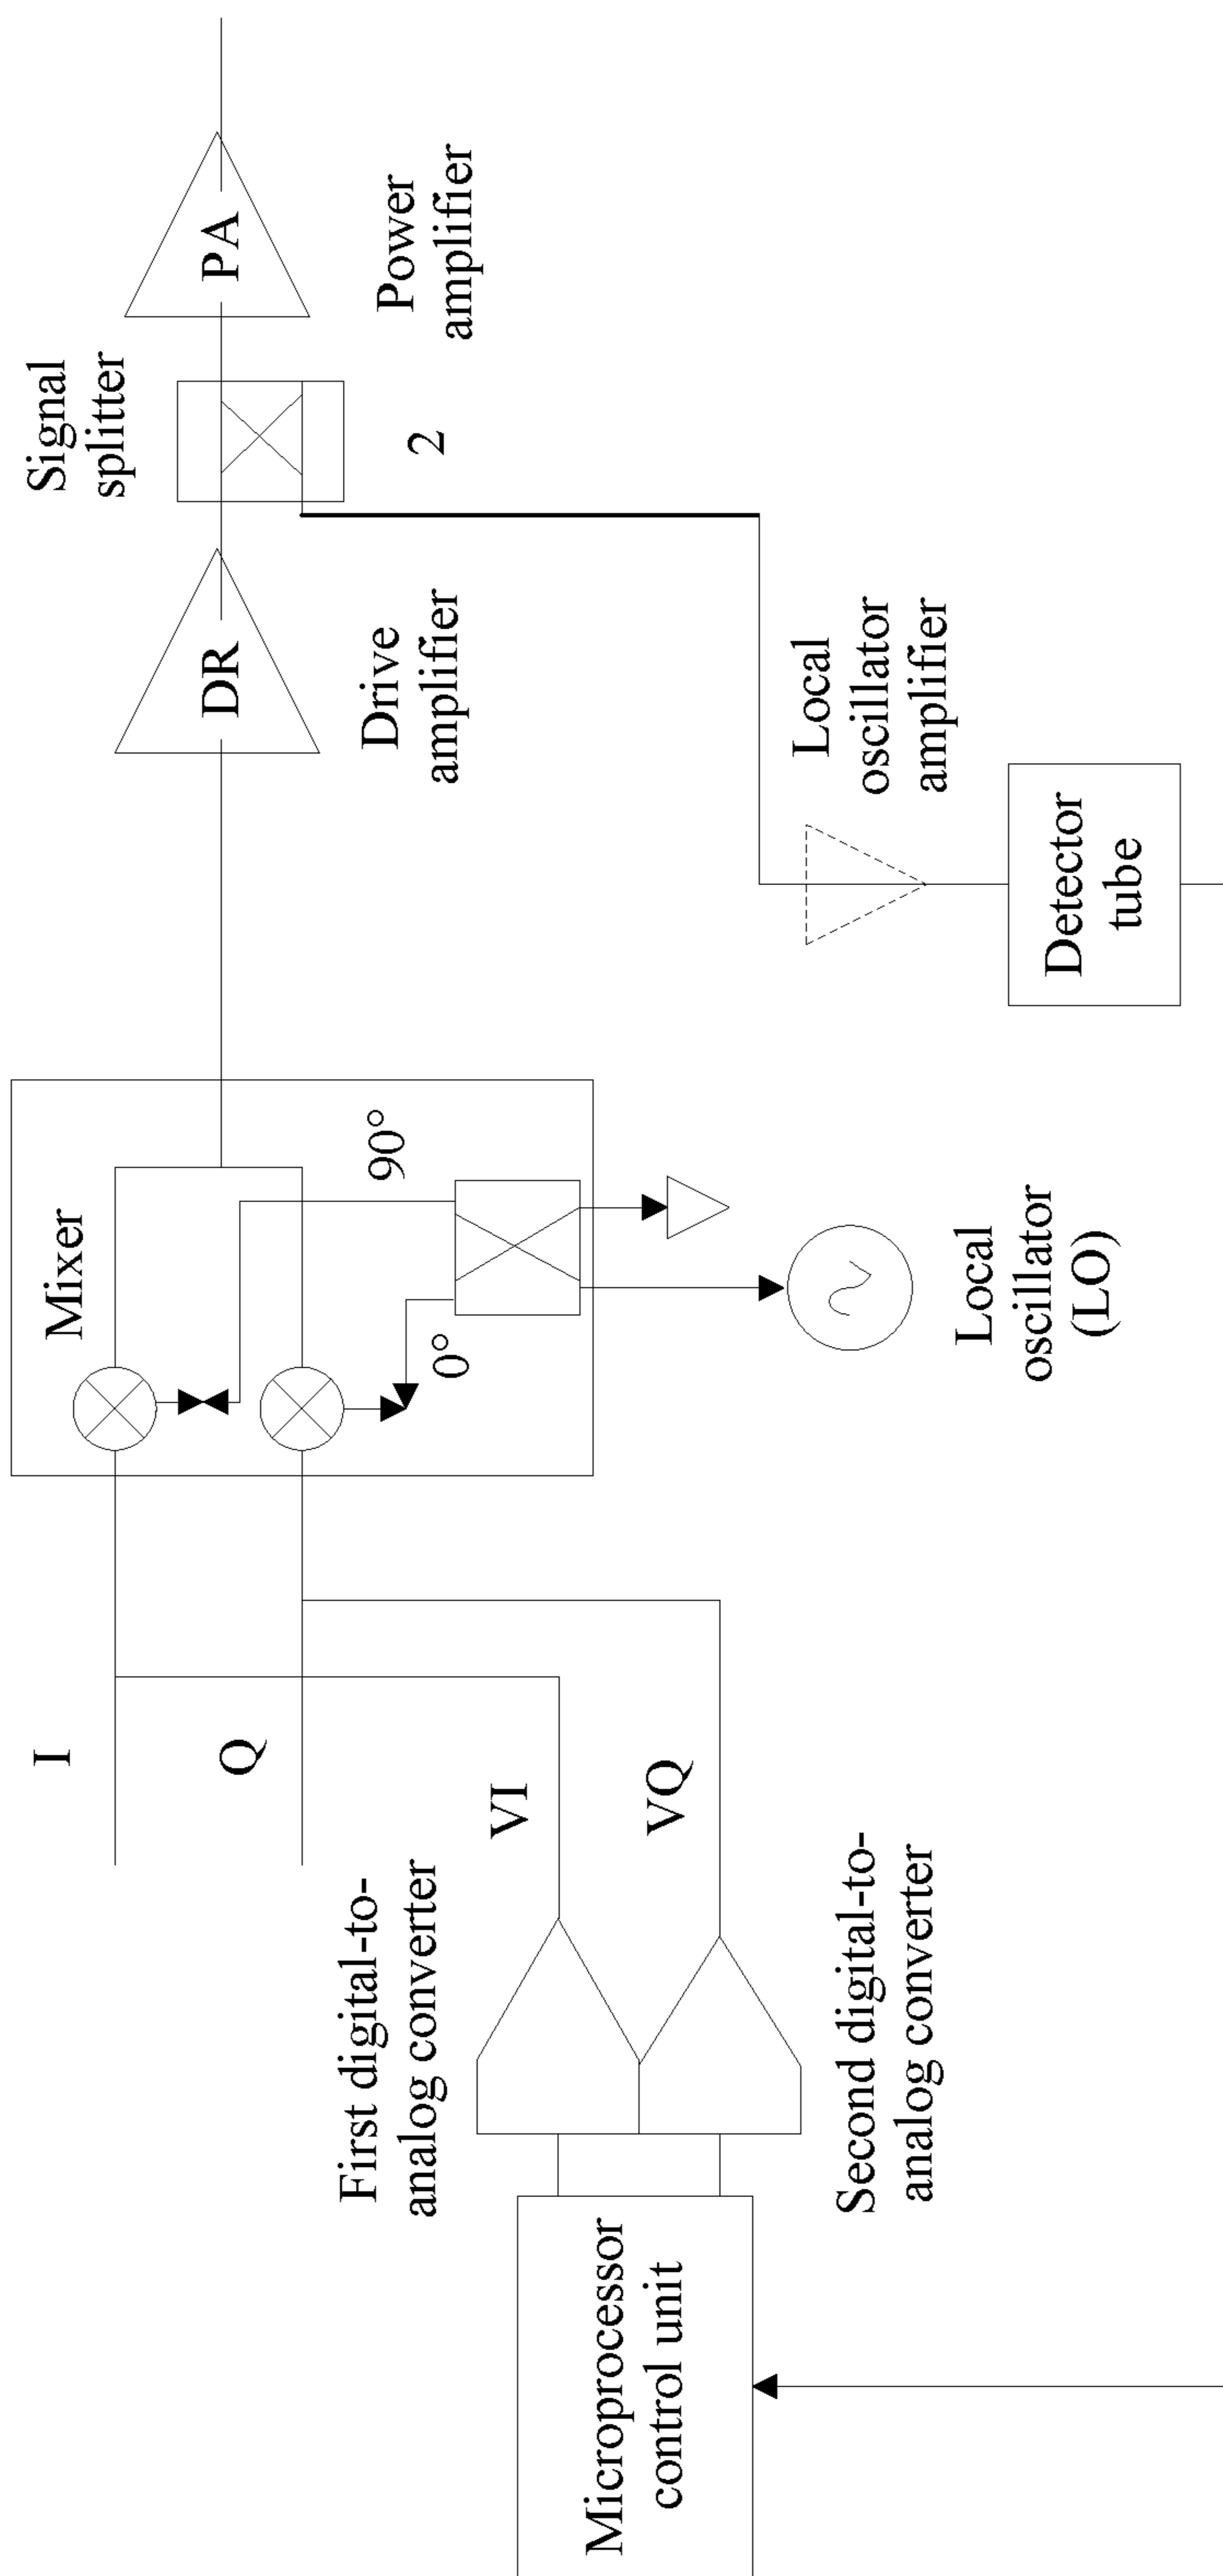 I
Q
Mixer
90°
0°
DR
Drive
amplifier
Signal
splitter
2
PA
Power
amplifier
First digital-to-
analog converter
VI
VQ
Second digital-to-
analog converter
Microprocessor
control unit
Local
oscillator
(LO)
Local
oscillator
amplifier
Detector
tube